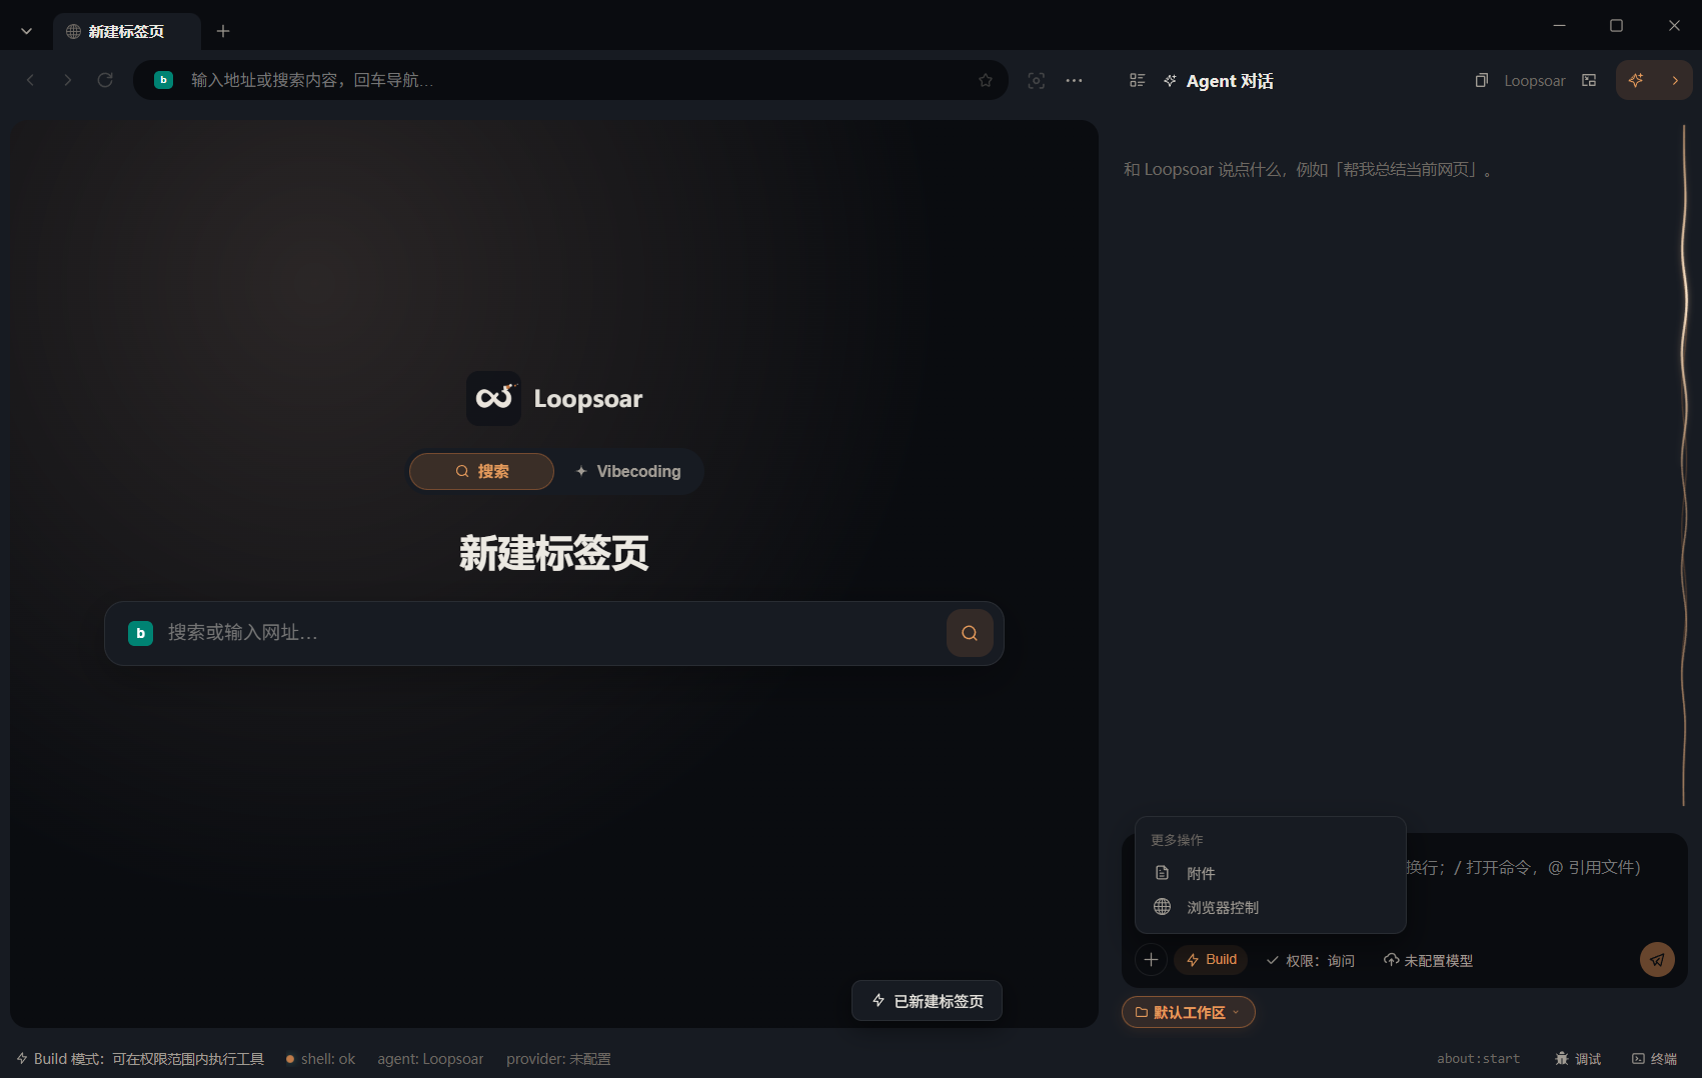 新建标签页
b 输入地址或搜索内容，回车导航...
Agent 对话
Loopsoar
和 Loopsoar 说点什么，例如「帮我总结当前网页」。
Loopsoar
搜索
Vibecoding
新建标签页
b 搜索或输入网址...
更多操作
附件
浏览器控制
换行；/ 打开命令，@ 引用文件)
Build
权限：询问
未配置模型
已新建标签页
默认工作区
Build 模式：可在权限范围内执行工具
shell: ok
agent: Loopsoar
provider: 未配置
about:start
调试
终端